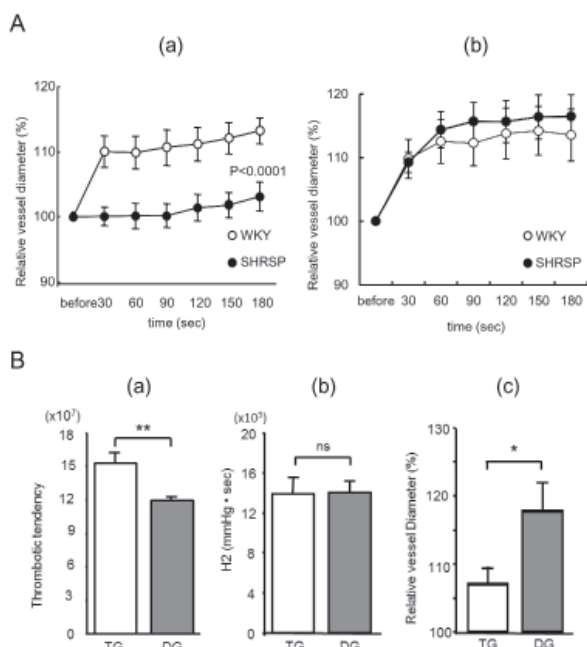 A
(a)
(b)
Relative vessel diameter (%)
120
110
100
90
P<0.0001
WKY
SHRSP
before 30 60 90 120 150 180
time (sec)
Relative vessel diameter (%)
120
110
100
90
WKY
SHRSP
before 30 60 90 120 150 180
time (sec)
B
(a)
(b)
(c)
(x10⁷)
Thrombotic tendency
18
15
12
9
6
3
0
**
TG DG
(x10³)
H2 (mmHg • sec)
20
16
12
8
4
0
ns
TG DG
Relative vessel Diameter (%)
130
120
110
100
*
TG DG